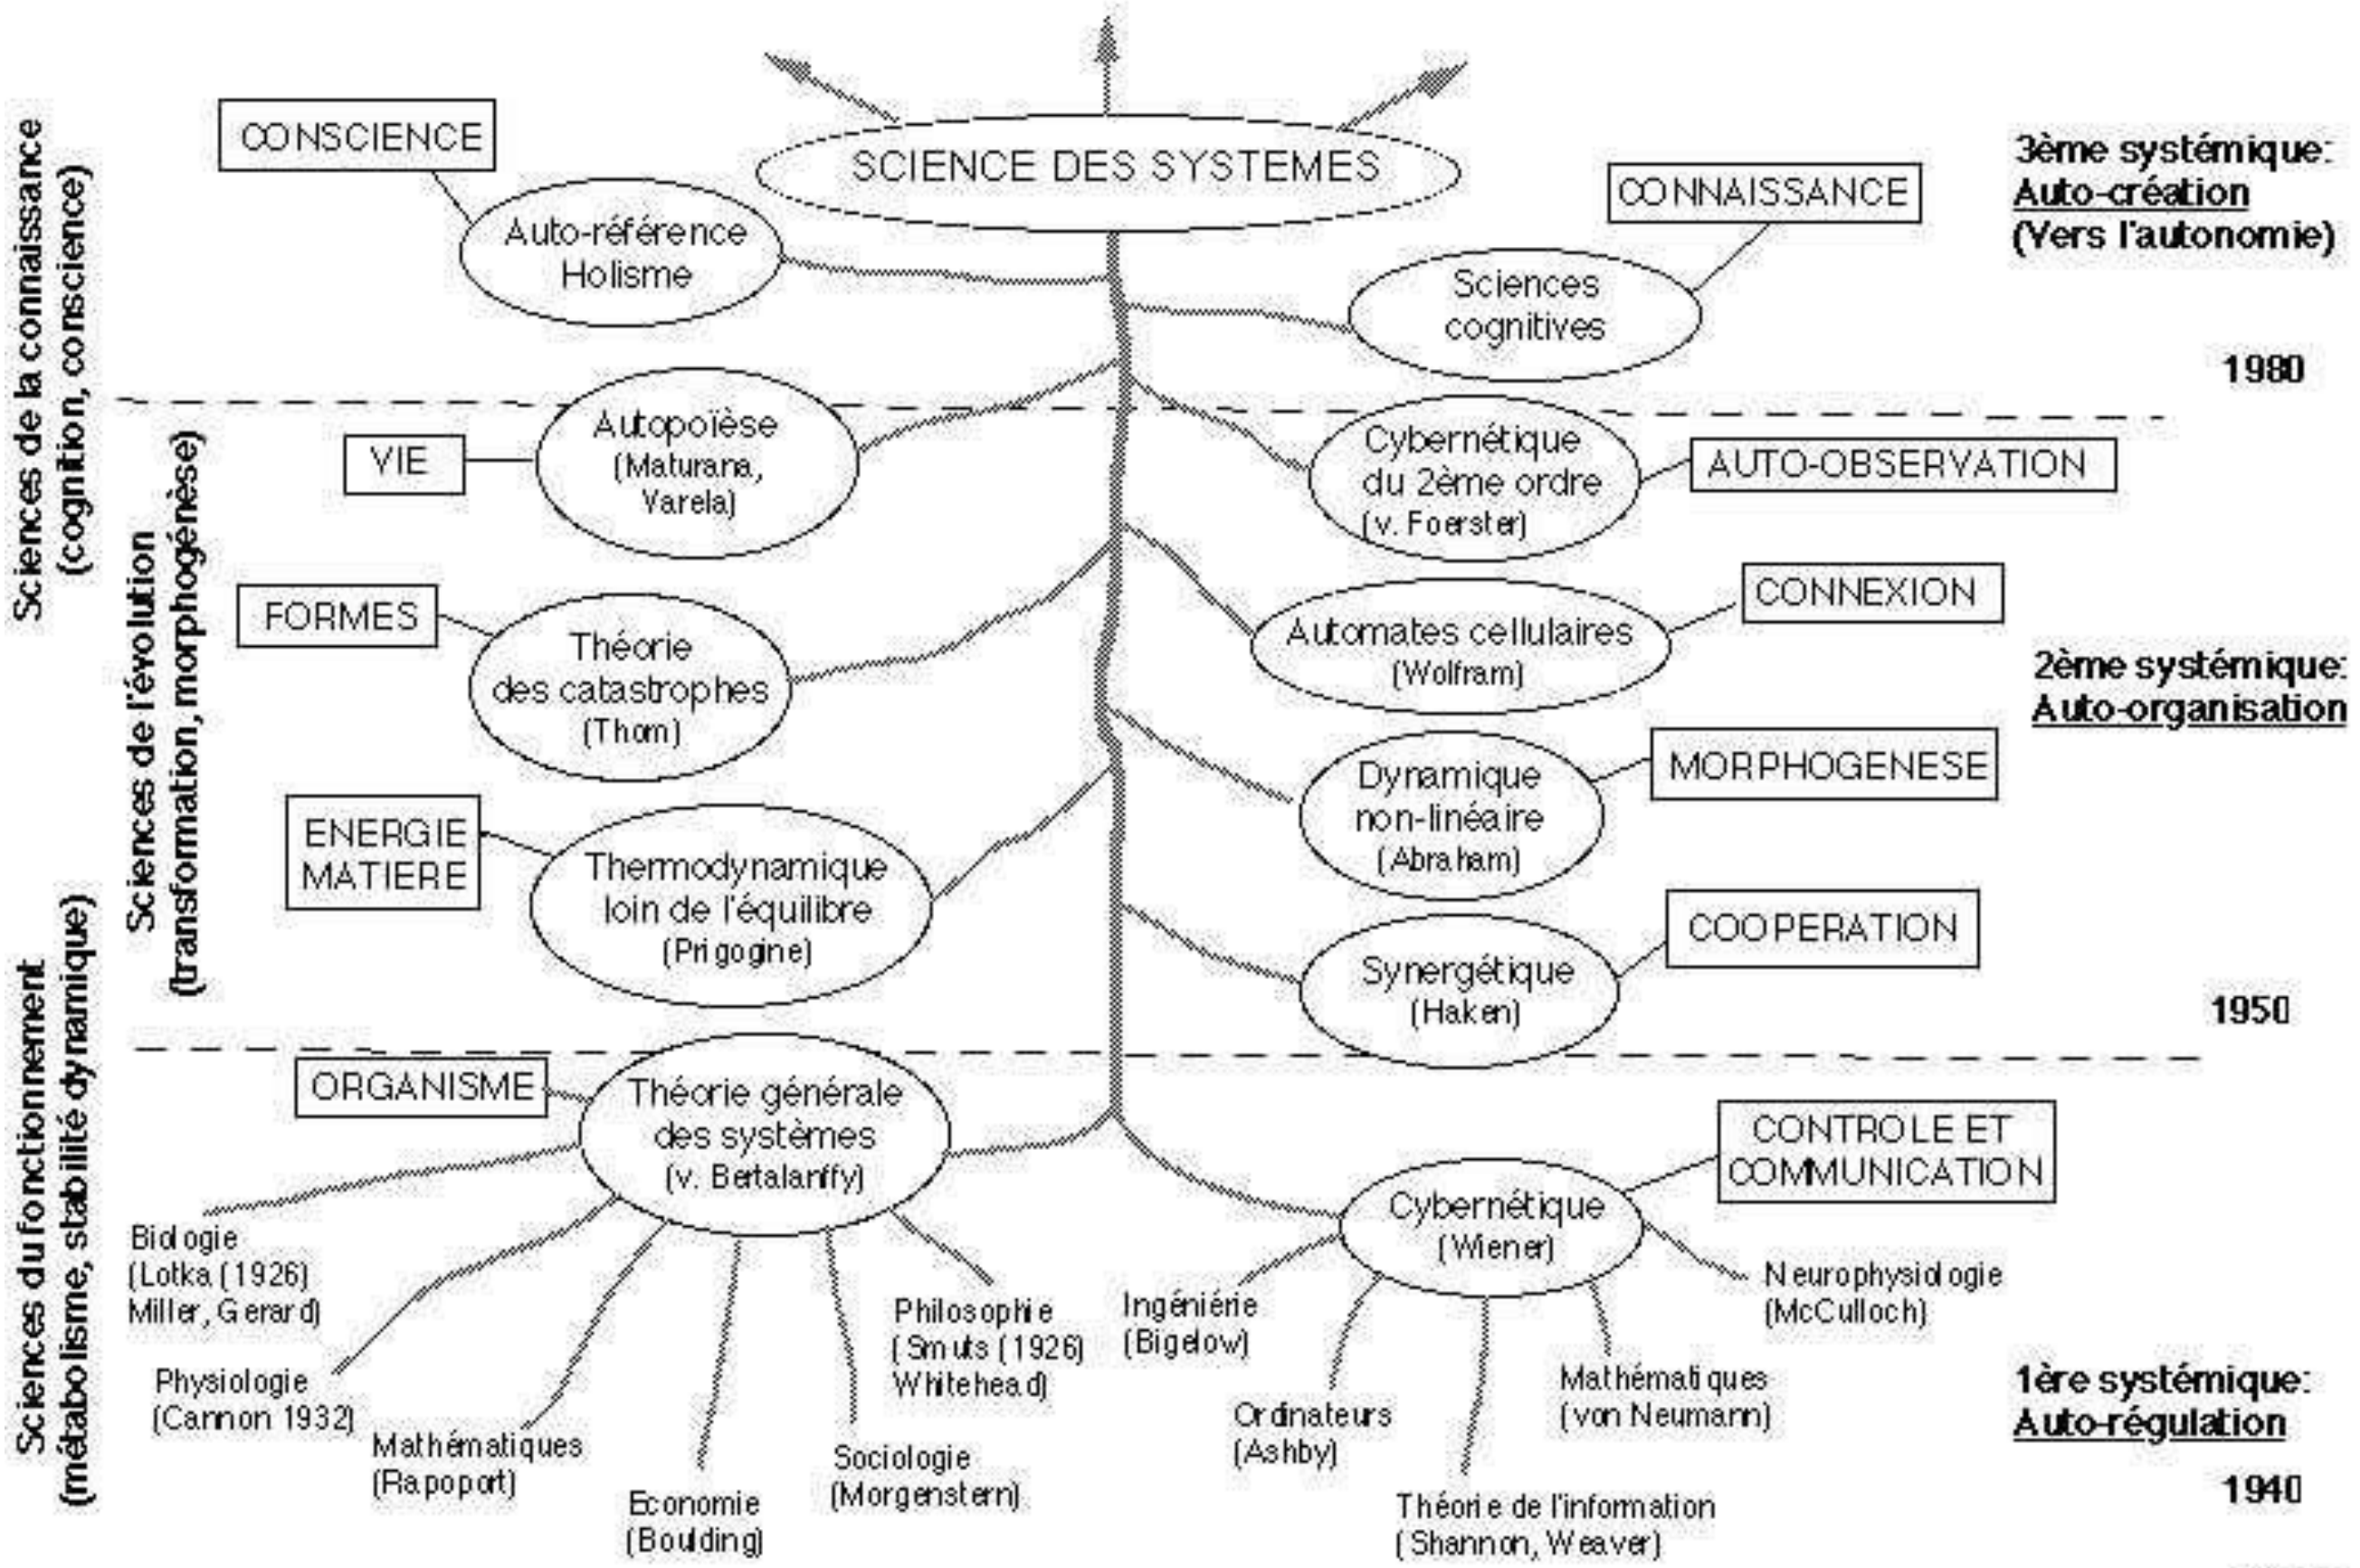 SCIENCE DES SYSTEMES
CONSCIENCE
Auto-référence
Holisme
CONNAISSANCE
Sciences
cognitives
3ème systémique:
Auto-création
(Vers l'autonomie)
1980
Sciences de la connaissance
(cognition, conscience)
VIE
Autopoïèse
(Maturana,
Varela)
Cybernétique
du 2ème ordre
(v. Foerster)
AUTO-OBSERVATION
Sciences de l'évolution
(transformation, morphogénèse)
FORMES
Théorie
des catastrophes
(Thom)
Automates cellulaires
(Wolfram)
CONNEXION
2ème systémique:
Auto-organisation
ENERGIE
MATIERE
Thermodynamique
loin de l'équilibre
(Prigogine)
Dynamique
non-linéaire
(Abraham)
MORPHOGENESE
Synergétique
(Haken)
COOPERATION
1950
Sciences du fonctionnement
(métabolisme, stabilité dynamique)
ORGANISME
Théorie générale
des systèmes
(v. Bertalanffy)
CONTROLE ET
COMMUNICATION
Cybernétique
(Wiener)
Biologie
(Lotka (1926)
Miller, Gerard)
Physiologie
(Cannon 1932)
Mathématiques
(Rapoport)
Economie
(Boulding)
Sociologie
(Morgenstern)
Philosophie
(Smuts (1926)
Whitehead)
Ingéniérie
(Bigelow)
Ordinateurs
(Ashby)
Théorie de l'information
(Shannon, Weaver)
Mathématiques
(von Neumann)
Neurophysiologie
(McCulloch)
1ère systémique:
Auto-régulation
1940